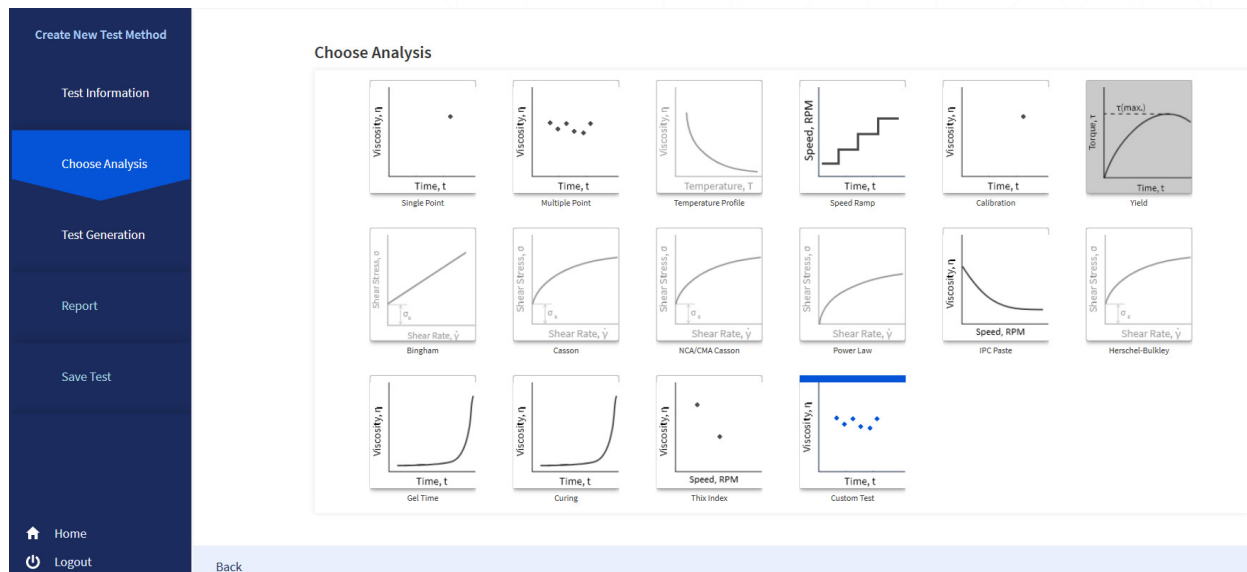 Create New Test Method
Test Information
Choose Analysis
Test Generation
Report
Save Test
Home
Logout
Choose Analysis
Viscosity, η
Time, t
Single Point
Viscosity, η
Time, t
Multiple Point
Viscosity, η
Temperature, T
Temperature Profile
Speed, RPM
Time, t
Speed Ramp
Viscosity, η
Time, t
Calibration
Torque, τ
τ(max.)
Time, t
Yield
Shear Stress, σ
σ₀
Shear Rate, γ̇
Bingham
Shear Stress, σ
σ₀
Shear Rate, γ̇
Casson
Shear Stress, σ
σ₀
Shear Rate, γ̇
NCA/CMA Casson
Shear Stress, σ
Shear Rate, γ̇
Power Law
Viscosity, η
Speed, RPM
IPC Paste
Shear Stress, σ
σ₀
Shear Rate, γ̇
Herschel-Bulkley
Viscosity, η
Time, t
Gel Time
Viscosity, η
Time, t
Curing
Viscosity, η
Speed, RPM
Thix Index
Viscosity, η
Time, t
Custom Test
Back